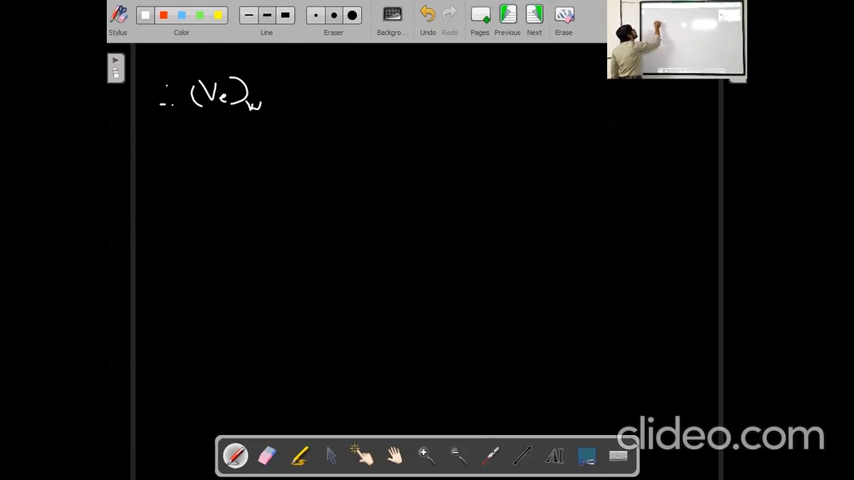 Stylus
Color
Line
Eraser
Backgro...
Undo
Redo
Pages
Previous
Next
Erase
∴ (Ve)w
clideo.com